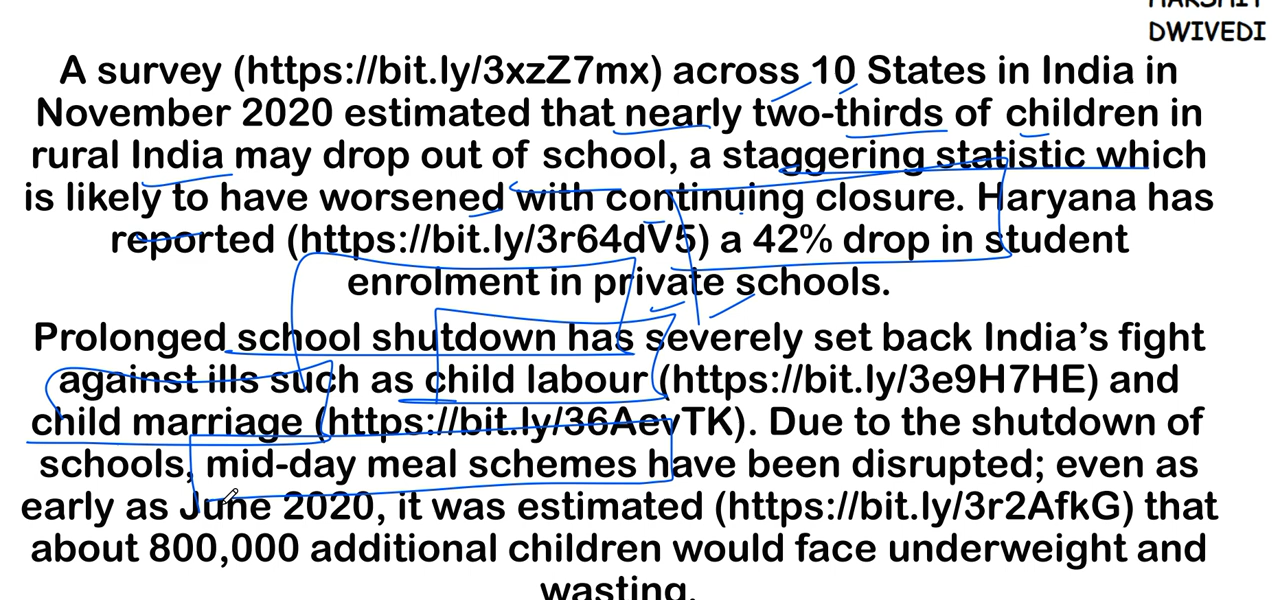 HARSHIT
DWIVEDI
A survey (https://bit.ly/3xzZ7mx) across 10 States in India in
November 2020 estimated that nearly two-thirds of children in
rural India may drop out of school, a staggering statistic which
is likely to have worsened with continuing closure. Haryana has
reported (https://bit.ly/3r64dV5) a 42% drop in student
enrolment in private schools.
Prolonged school shutdown has severely set back India’s fight
against ills such as child labour (https://bit.ly/3e9H7HE) and
child marriage (https://bit.ly/36AeyTK). Due to the shutdown of
schools, mid-day meal schemes have been disrupted; even as
early as June 2020, it was estimated (https://bit.ly/3r2AfkG) that
about 800,000 additional children would face underweight and
wasting.